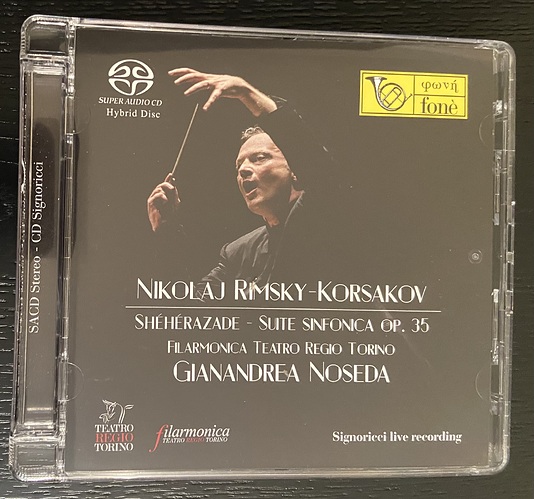 SUPER AUDIO CD
Hybrid Disc
φωνή
fonè
SACD Stereo - CD Signoricci
NIKOLAJ RIMSKY-KORSAKOV
SHÉHÉRAZADE - SUITE SINFONICA OP. 35
FILARMONICA TEATRO REGIO TORINO
GIANANDREA NOSEDA
TEATRO
REGIO
TORINO
filarmonica
TEATRO REGIO TORINO
Signoricci live recording